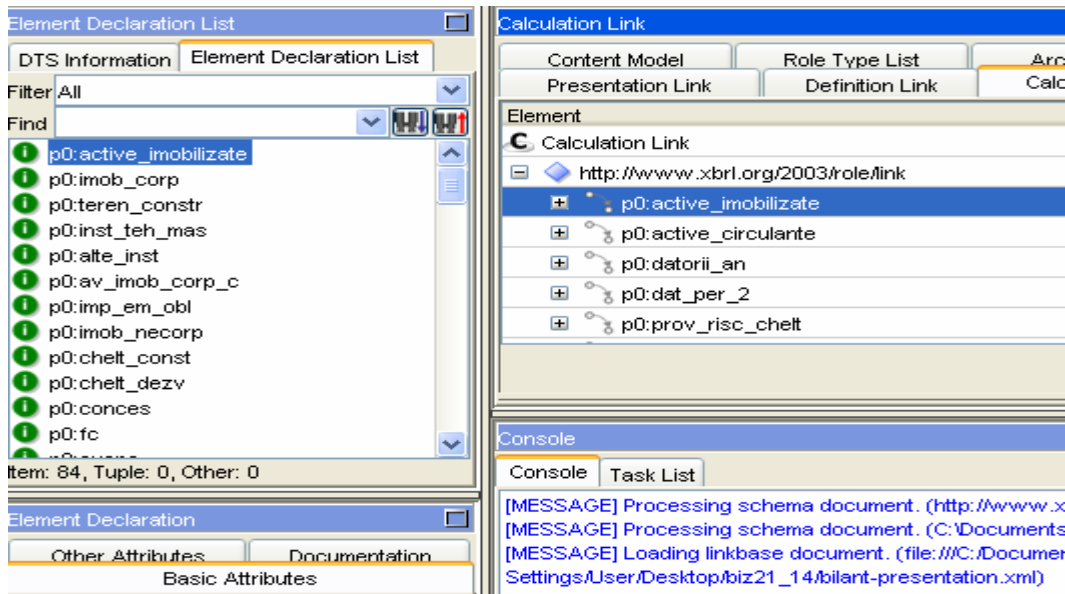 Element Declaration List
DTS Information Element Declaration List
Filter All
Find
p0:active_imobilizate
p0:imob_corp
p0:teren_constr
p0:inst_teh_mas
p0:alte_inst
p0:av_imob_corp_c
p0:imp_em_obl
p0:imob_necorp
p0:chelt_const
p0:chelt_dezv
p0:conces
p0:fc
Item: 84, Tuple: 0, Other: 0
Element Declaration
Other Attributes Documentation
Basic Attributes
Calculation Link
Content Model Role Type List Arc
Presentation Link Definition Link Calc
Element
C Calculation Link
http://www.xbrl.org/2003/role/link
p0:active_imobilizate
p0:active_circulante
p0:datorii_an
p0:dat_per_2
p0:prov_risc_chelt
Console
Console Task List
[MESSAGE] Processing schema document. (http://www.x
[MESSAGE] Processing schema document. (C:\Documents
[MESSAGE] Loading linkbase document. (file:///C:/Documen
Settings/User/Desktop/biz21_14/bilant-presentation.xml)